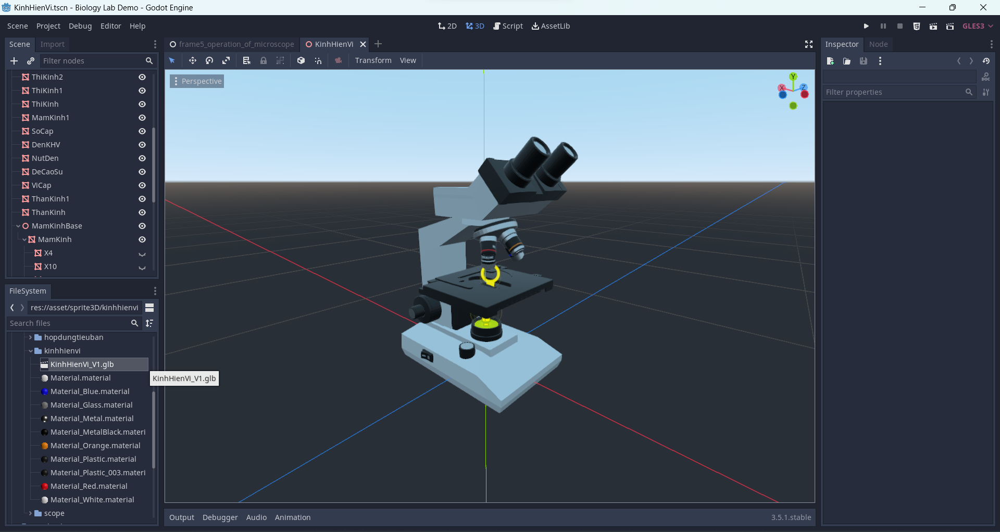 KinhHienVi.tscn - Biology Lab Demo - Godot Engine
Scene Project Debug Editor Help
2D 3D Script AssetLib
GLES3
Scene Import
frame5_operation_of_microscope KinhHienVi
Inspector Node
Filter nodes
Transform View
ThiKinh2
ThiKinh1
ThiKinh
MamKinh1
SoCap
DenKHV
NutDen
DeCaoSu
ViCap
ThanKinh1
ThanKinh
MamKinhBase
MamKinh
X4
X10
FileSystem
res://asset/sprite3D/kinhhienvi
Search files
hopdungtieuban
kinhhienvi
KinhHienVi_V1.glb
Material.material
Material_Blue.material
Material_Glass.material
Material_Metal.material
Material_MetalBlack.materi
Material_Orange.material
Material_Plastic.material
Material_Plastic_003.materi
Material_Red.material
Material_White.material
scope
KinhHienVi_V1.glb
Perspective
Y
X
Z
Output Debugger Audio Animation
3.5.1.stable
DOC
Filter properties